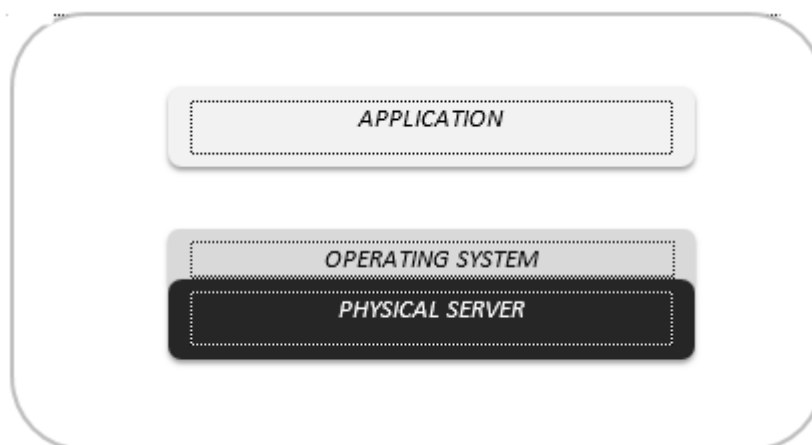 APPLICATION
OPERATING SYSTEM
PHYSICAL SERVER